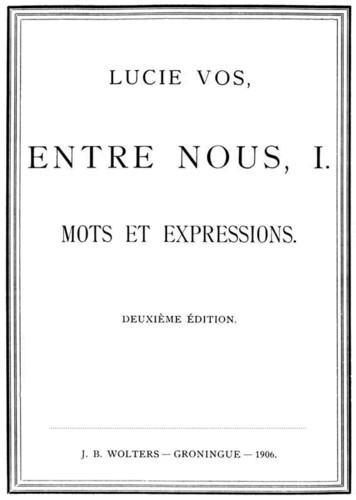 LUCIE VOS,
ENTRE NOUS, I.
MOTS ET EXPRESSIONS.
DEUXIÈME ÉDITION.
J. B. WOLTERS — GRONINGUE — 1906.